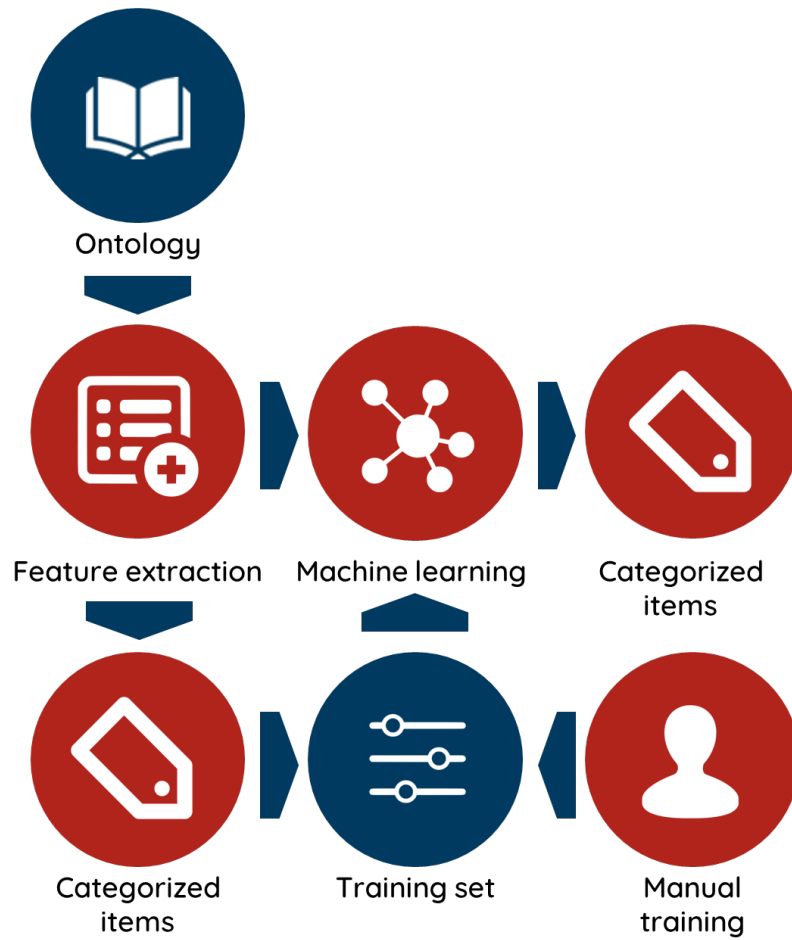 Ontology
Feature extraction
Machine learning
Categorized
items
Categorized
items
Training set
Manual
training